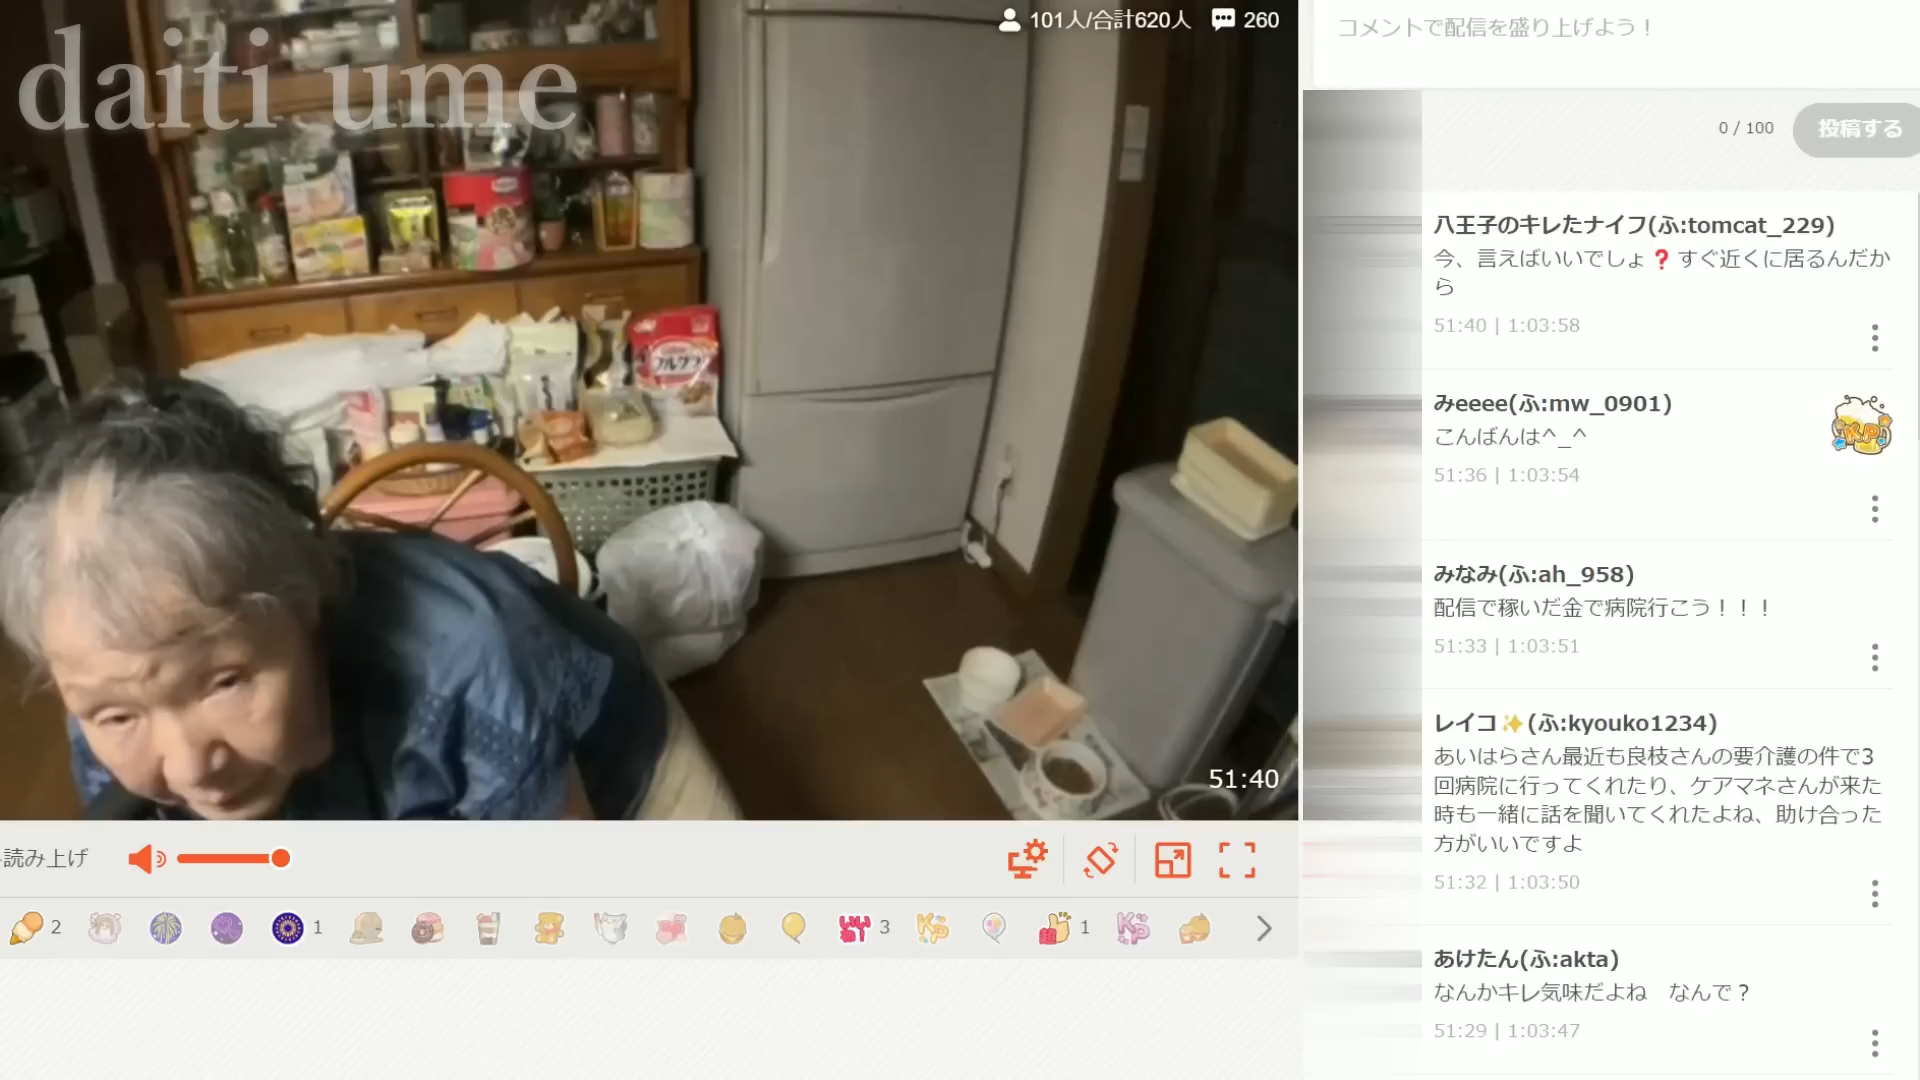 daiti ume
101人/合計620人 260
フルグラ
51:40
読み上げ
2
1
3
1
コメントで配信を盛り上げよう！
0 / 100 投稿する
八王子のキレたナイフ(ふ:tomcat_229)
今、言えばいいでしょ❓すぐ近くに居るんだか
ら
51:40 | 1:03:58
みeeee(ふ:mw_0901)
こんばんは^_^
51:36 | 1:03:54
KP
みなみ(ふ:ah_958)
配信で稼いだ金で病院行こう！！！
51:33 | 1:03:51
レイコ✨(ふ:kyouko1234)
あいはらさん最近も良枝さんの要介護の件で3
回病院に行ってくれたり、ケアマネさんが来た
時も一緒に話を聞いてくれたよね、助け合った
方がいいですよ
51:32 | 1:03:50
あけたん(ふ:akta)
なんかキレ気味だよね　なんで？
51:29 | 1:03:47